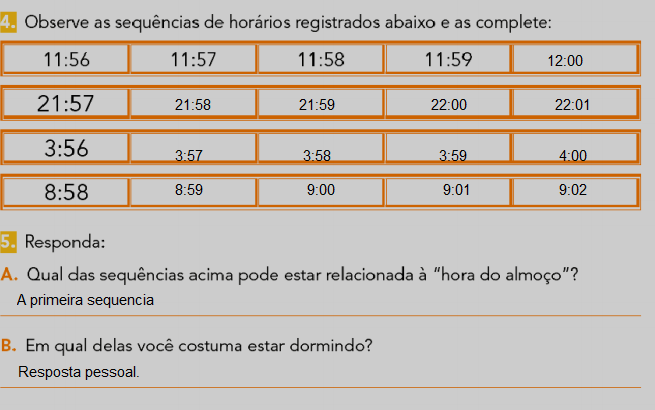 4. Observe as sequências de horários registrados abaixo e as complete:
11:56 11:57 11:58 11:59 12:00
21:57 21:58 21:59 22:00 22:01
3:56 3:57 3:58 3:59 4:00
8:58 8:59 9:00 9:01 9:02
5. Responda:
A. Qual das sequências acima pode estar relacionada à “hora do almoço”?
A primeira sequencia
B. Em qual delas você costuma estar dormindo?
Resposta pessoal.